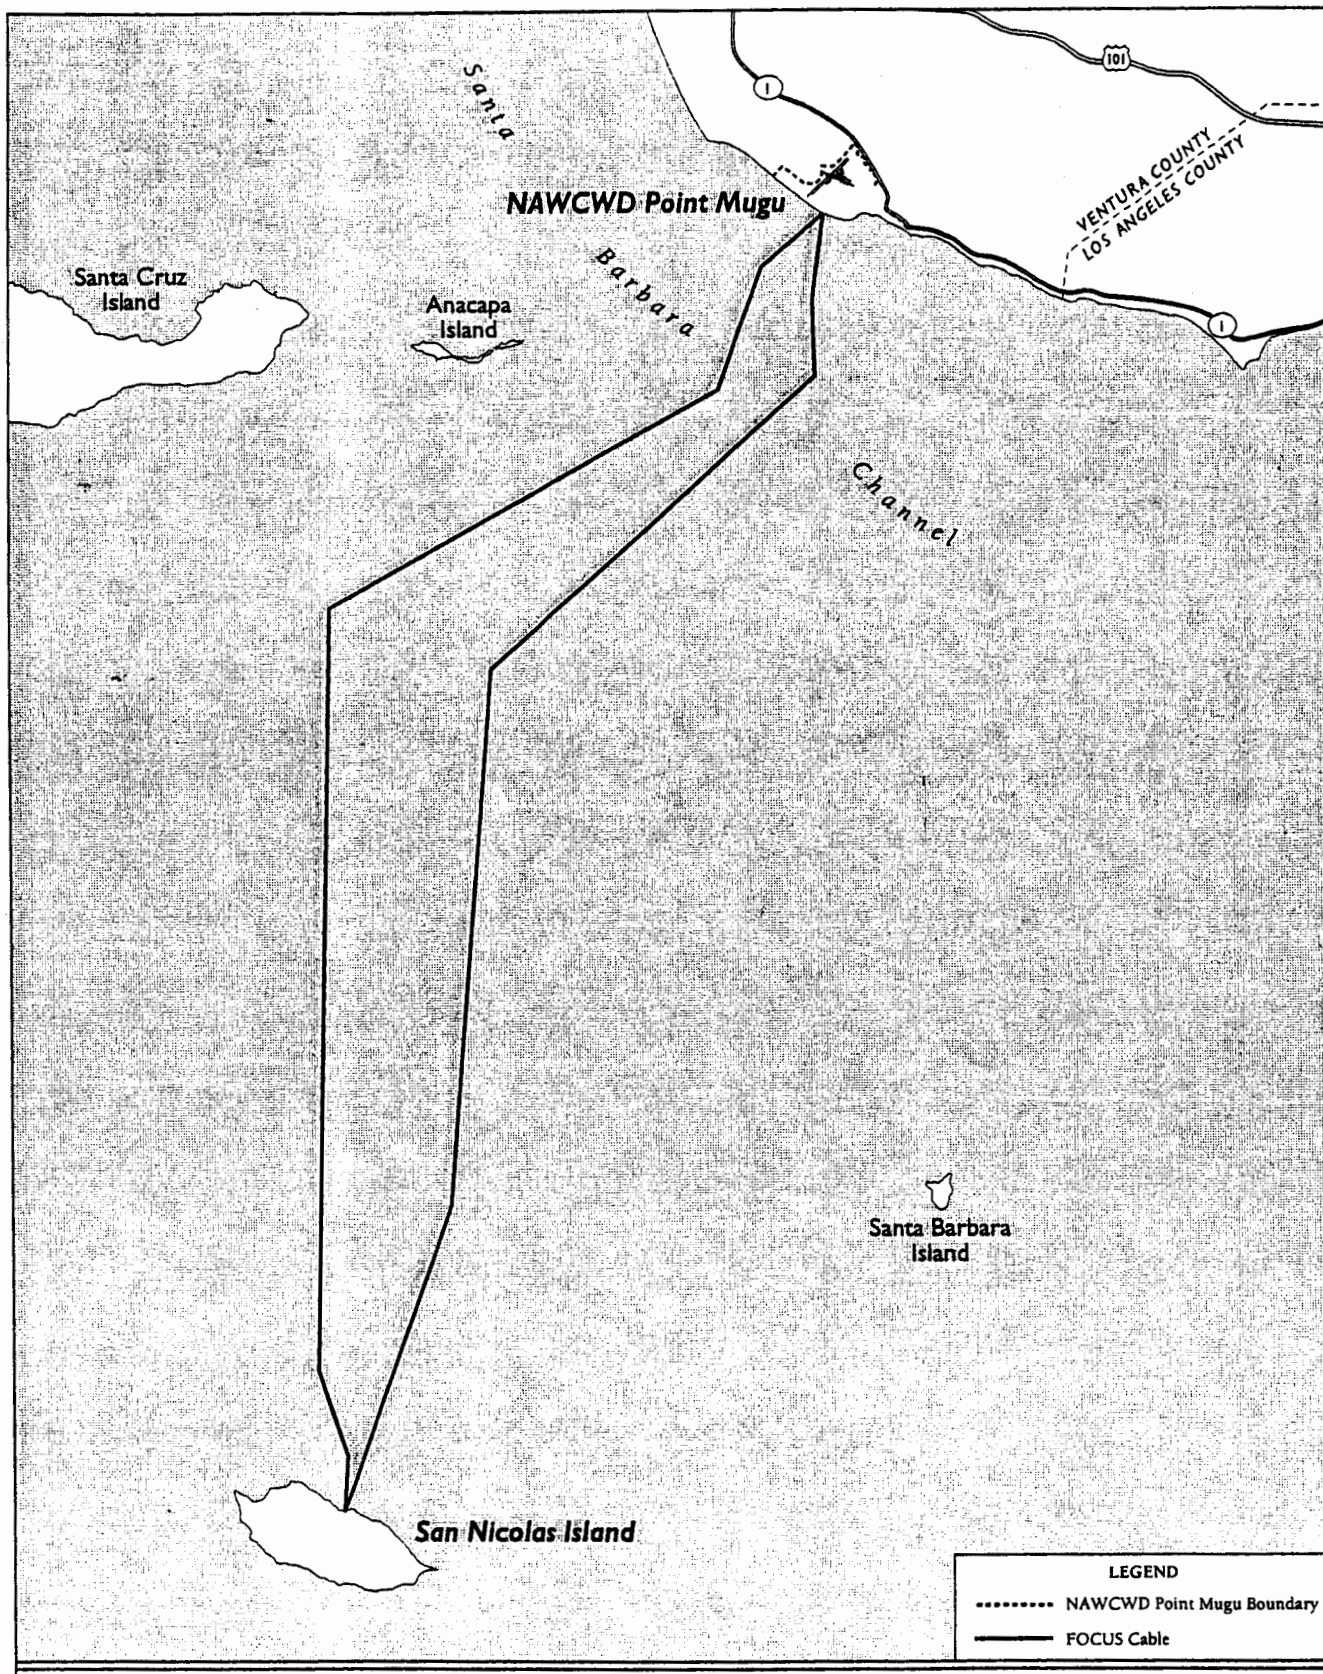 101
1
Santa
VENTURA COUNTY
LOS ANGELES COUNTY
NAWCWD Point Mugu
Barbara
Santa Cruz
Island
Anacapa
Island
1
Channel
Santa Barbara
Island
San Nicolas Island
LEGEND
NAWCWD Point Mugu Boundary
FOCUS Cable